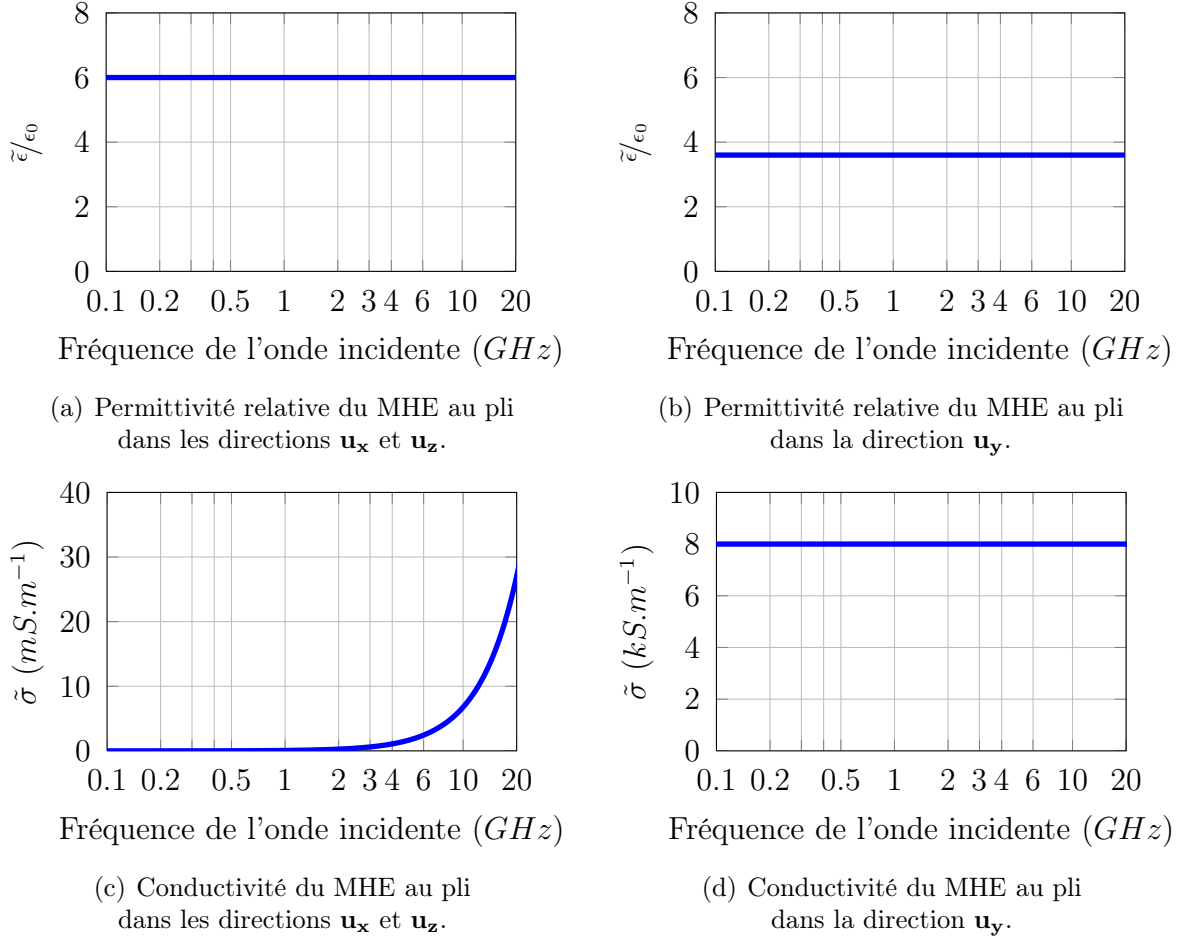 8
6
4
2
0
ϵ̃/ϵ0
0.1 0.2 0.5 1 2 3 4 6 10 20
Fréquence de l'onde incidente (GHz)
(a) Permittivité relative du MHE au pli
dans les directions ux et uz.
8
6
4
2
0
ϵ̃/ϵ0
0.1 0.2 0.5 1 2 3 4 6 10 20
Fréquence de l'onde incidente (GHz)
(b) Permittivité relative du MHE au pli
dans la direction uy.
40
30
20
10
0
σ̃ (mS.m⁻¹)
0.1 0.2 0.5 1 2 3 4 6 10 20
Fréquence de l'onde incidente (GHz)
(c) Conductivité du MHE au pli
dans les directions ux et uz.
10
8
6
4
2
0
σ̃ (kS.m⁻¹)
0.1 0.2 0.5 1 2 3 4 6 10 20
Fréquence de l'onde incidente (GHz)
(d) Conductivité du MHE au pli
dans la direction uy.